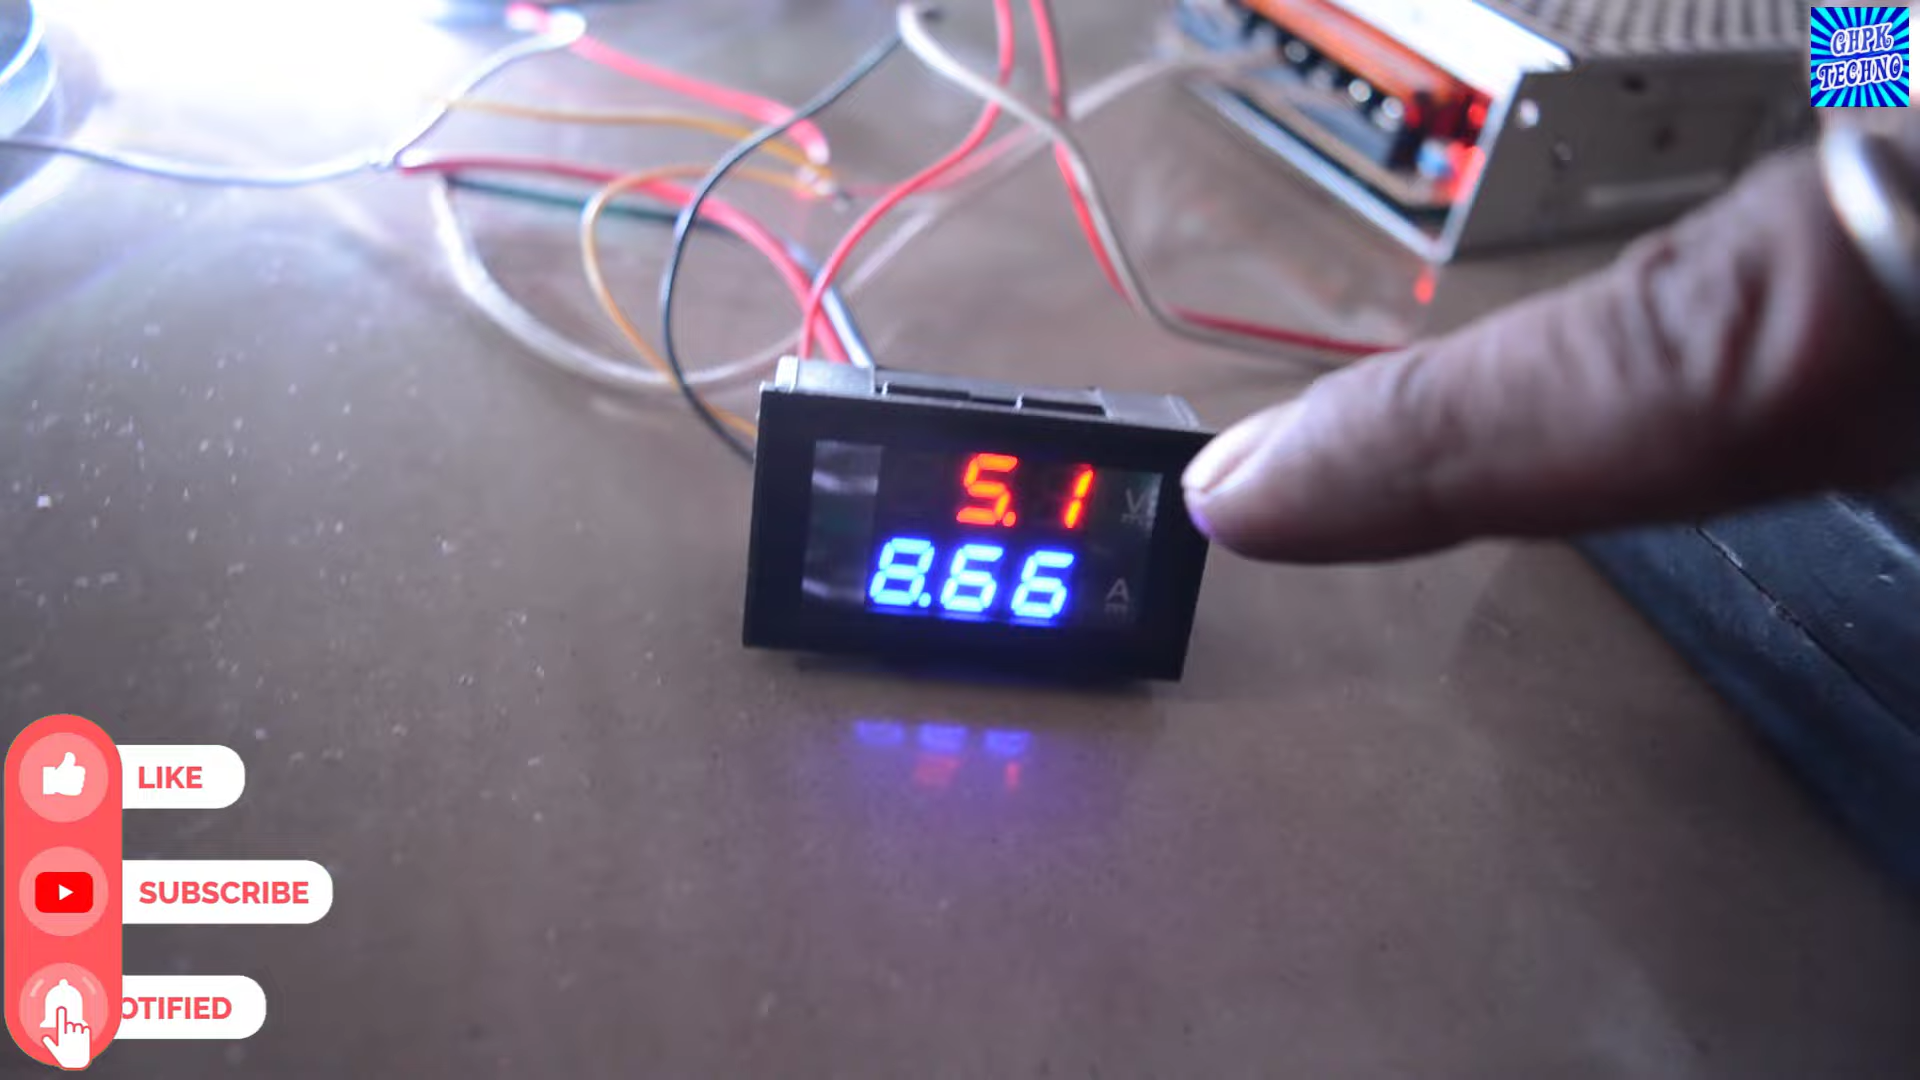 GHPK
TECHNO
5.1 V
8.66 A
LIKE
SUBSCRIBE
OTIFIED